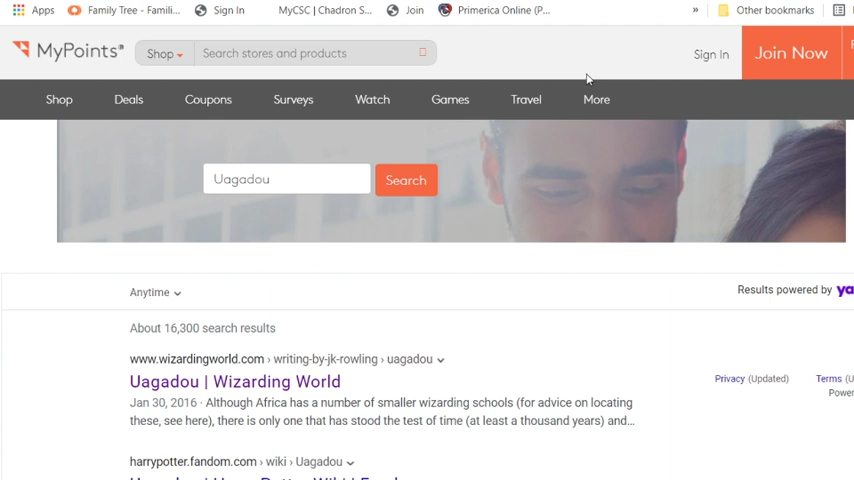 Apps Family Tree - Famili... Sign In MyCSC | Chadron S... Join Primerica Online (P... » Other bookmarks
MyPoints® Shop Search stores and products Sign In Join Now
Shop Deals Coupons Surveys Watch Games Travel More
Uagadou Search
Anytime Results powered by
About 16,300 search results
www.wizardingworld.com › writing-by-jk-rowling › uagadou
Uagadou | Wizarding World
Privacy (Updated) Terms (U
Jan 30, 2016 · Although Africa has a number of smaller wizarding schools (for advice on locating
Power
these, see here), there is only one that has stood the test of time (at least a thousand years) and...
harrypotter.fandom.com › wiki › Uagadou